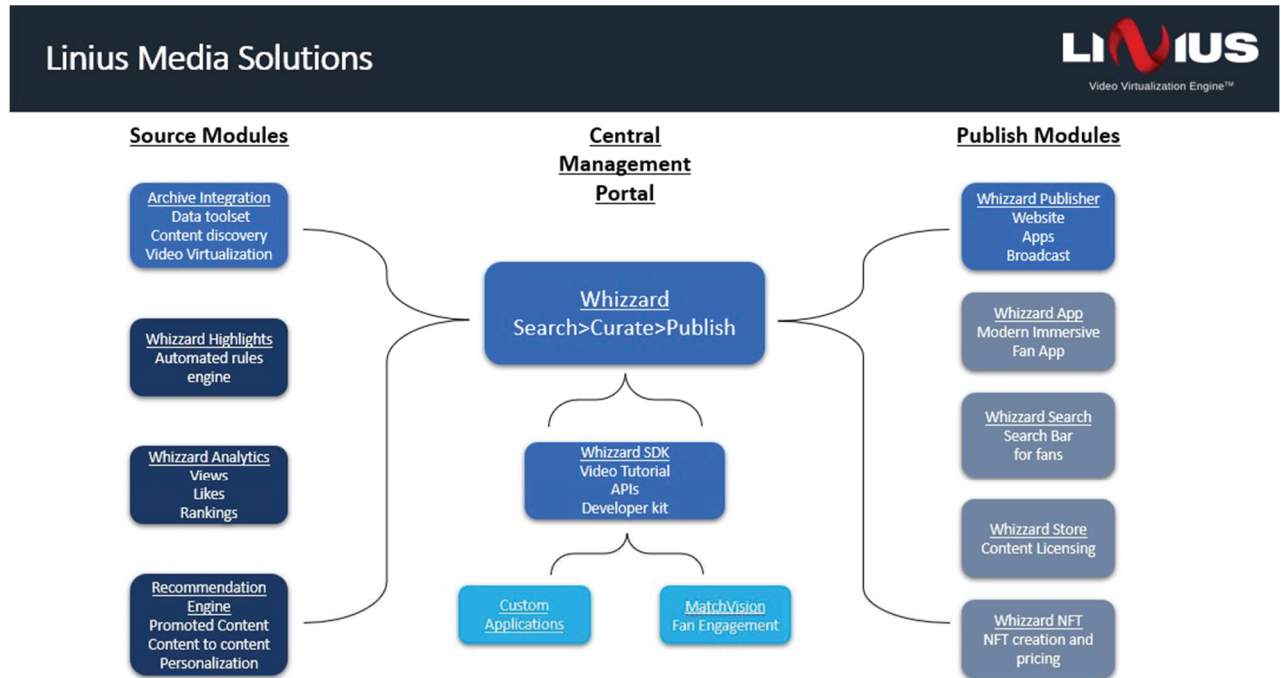 Linius Media Solutions
LINIUS
Video Virtualization Engine™
Source Modules
Archive Integration
Data toolset
Content discovery
Video Virtualization
Whizzard Highlights
Automated rules
engine
Whizzard Analytics
Views
Likes
Rankings
Recommendation
Engine
Promoted Content
Content to content
Personalization
Central
Management
Portal
Whizzard
Search>Curate>Publish
Whizzard SDK
Video Tutorial
APIs
Developer kit
Custom
Applications
MatchVision
Fan Engagement
Publish Modules
Whizzard Publisher
Website
Apps
Broadcast
Whizzard App
Modern Immersive
Fan App
Whizzard Search
Search Bar
for fans
Whizzard Store
Content Licensing
Whizzard NFT
NFT creation and
pricing